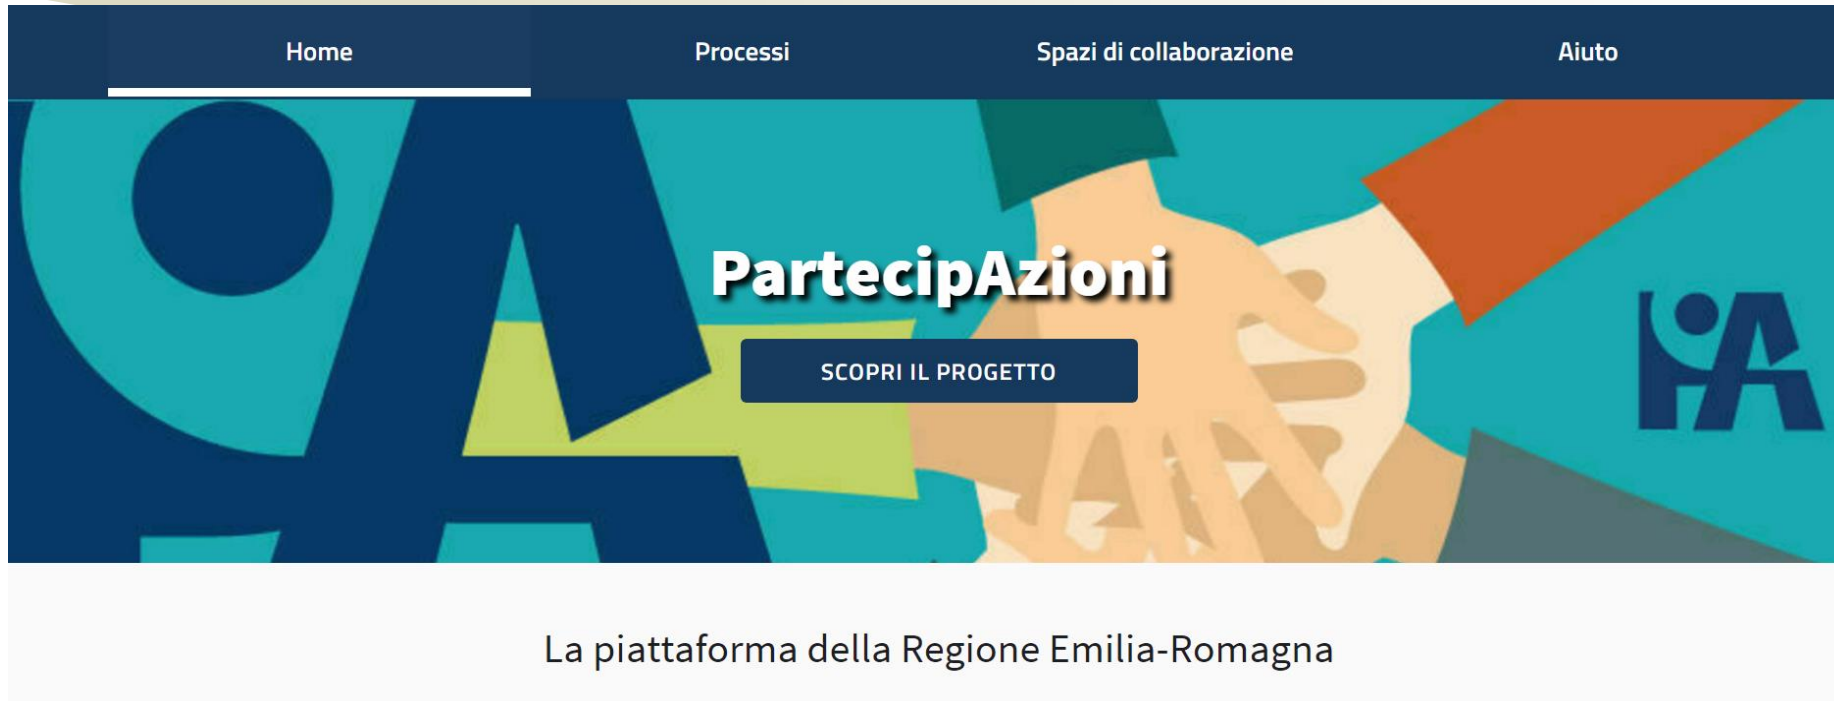 Home Processi Spazi di collaborazione Aiuto
PartecipAzioni
SCOPRI IL PROGETTO
La piattaforma della Regione Emilia-Romagna